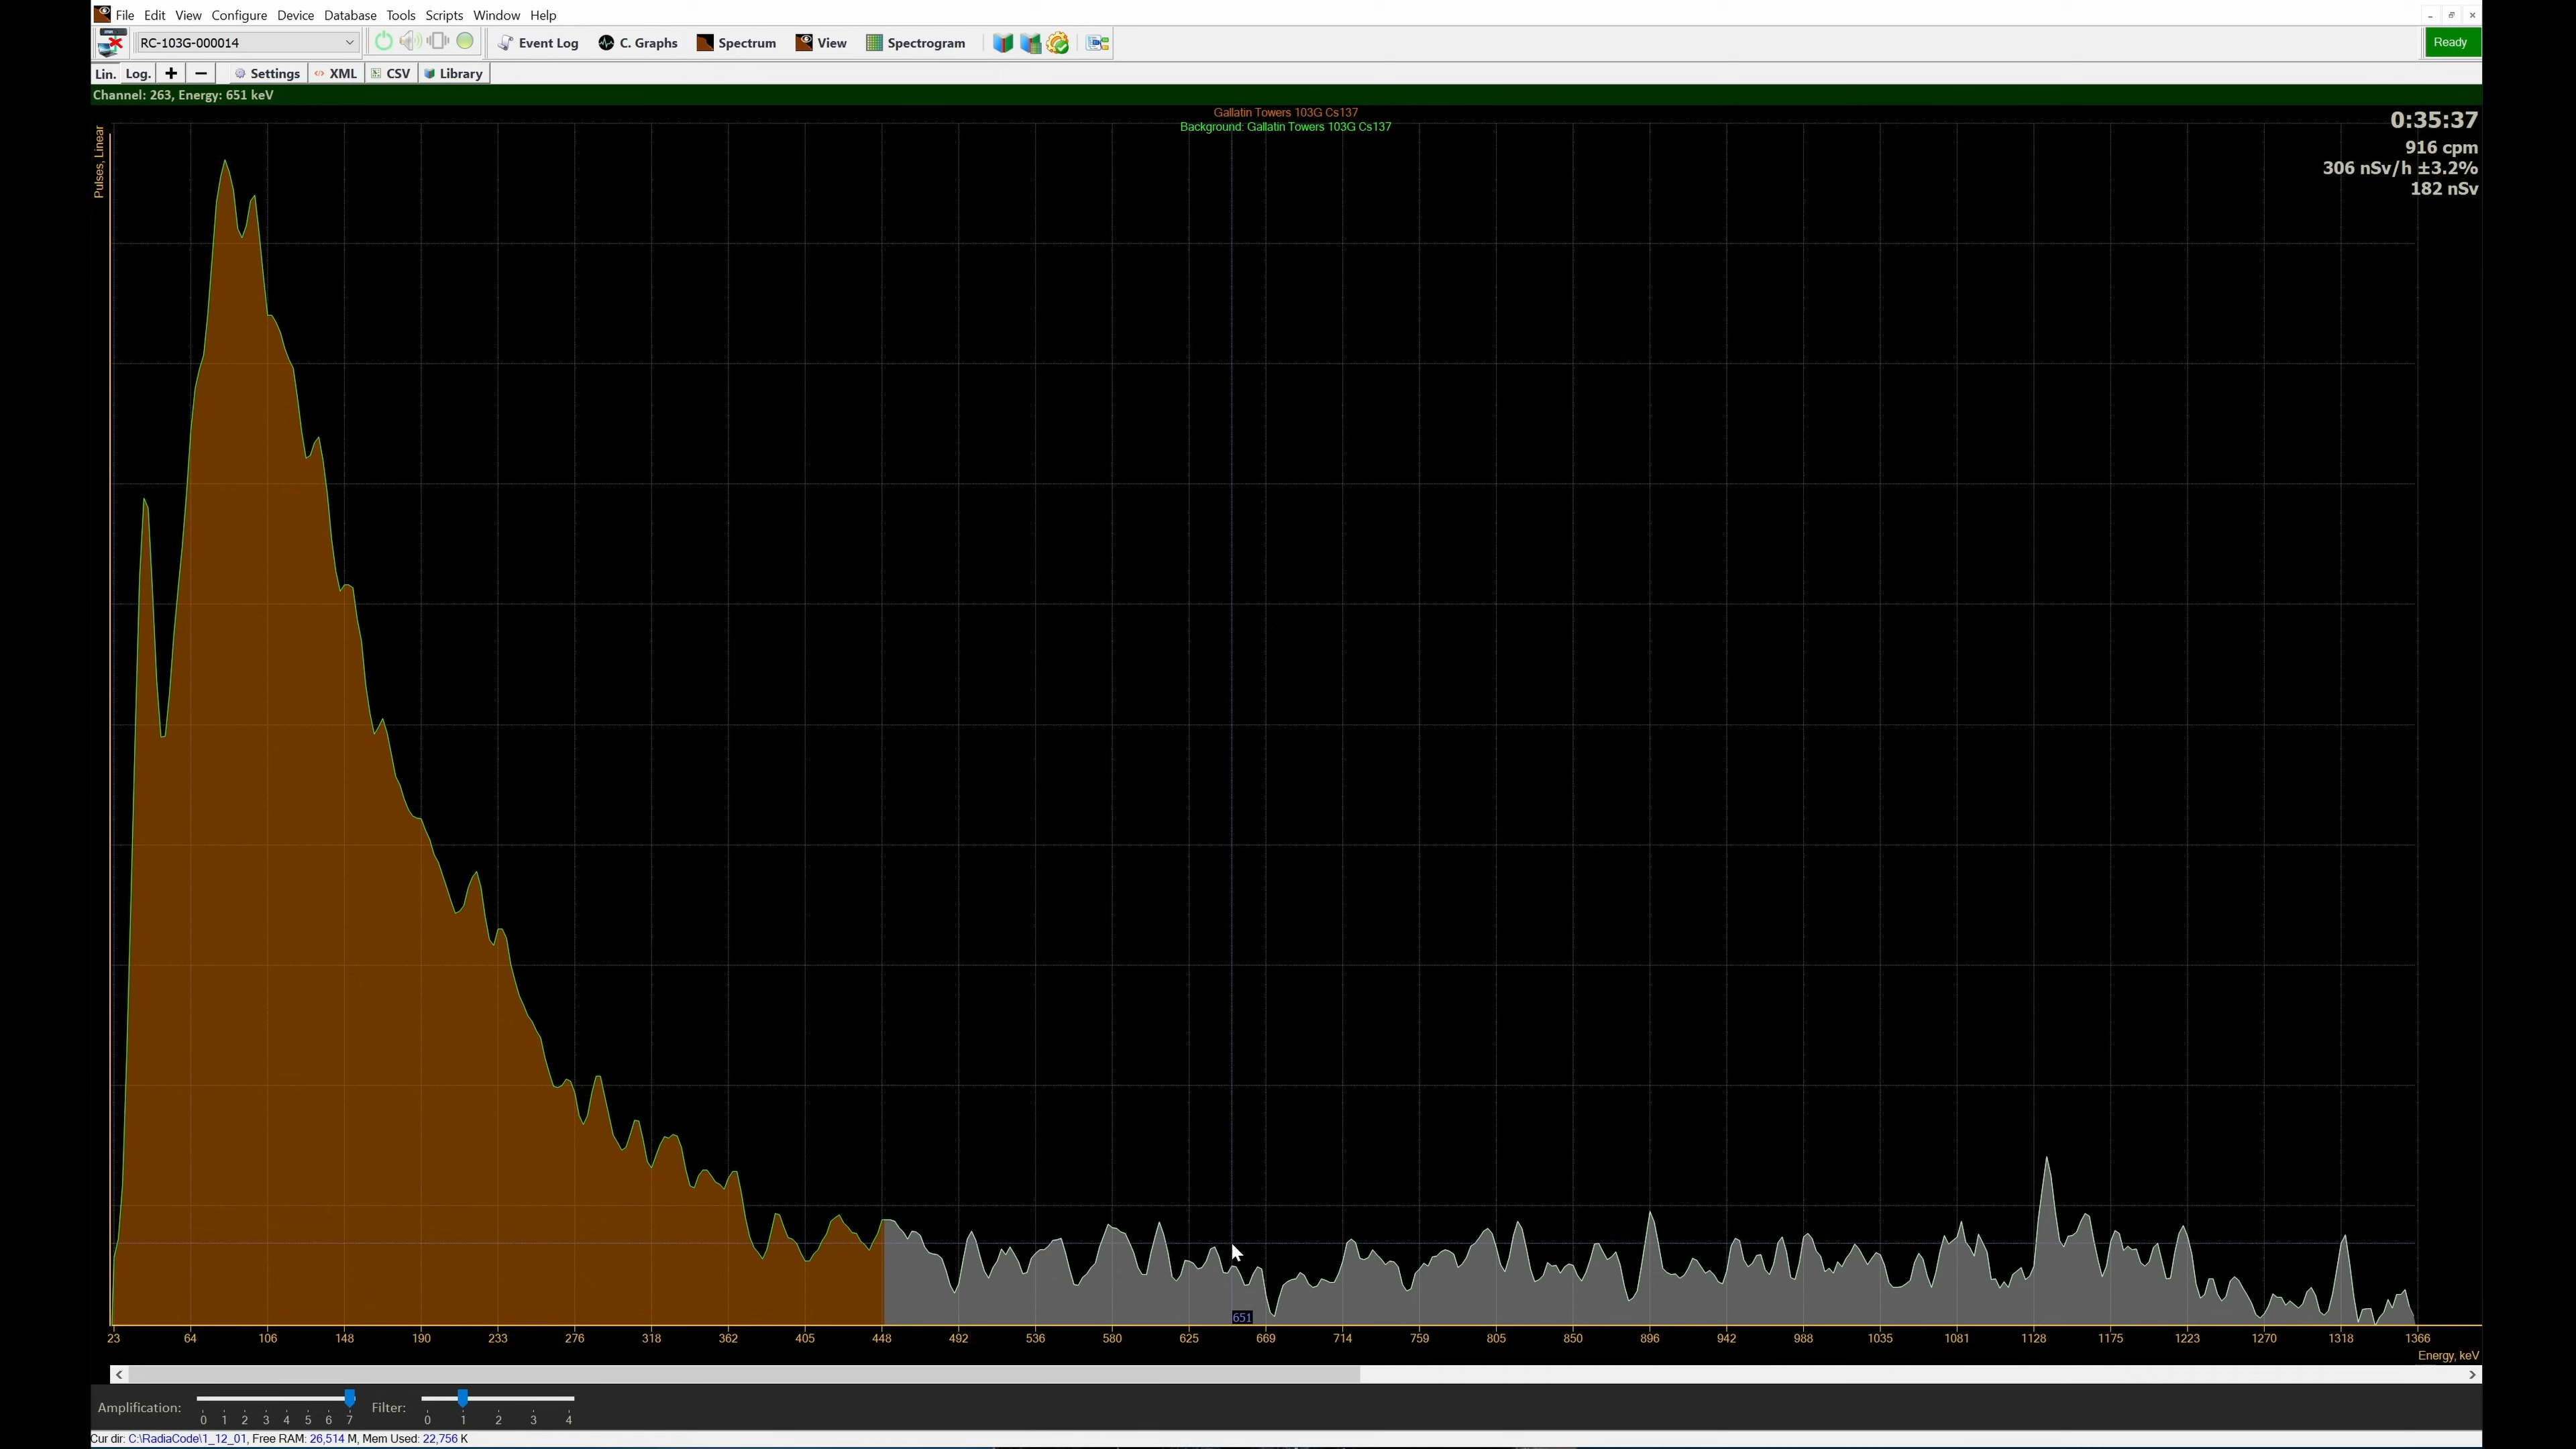 File Edit View Configure Device Database Tools Scripts Window Help
RC-103G-000014 Event Log C. Graphs Spectrum View Spectrogram Ready
Lin. Log. + − Settings XML CSV Library
Channel: 263, Energy: 651 keV
Gallatin Towers 103G Cs137
Background: Gallatin Towers 103G Cs137
0:35:37
916 cpm
306 nSv/h ±3.2%
182 nSv
Pulses, Linear
651
23 64 106 148 190 233 276 318 362 405 448 492 536 580 625 669 714 759 805 850 896 942 988 1035 1081 1128 1175 1223 1270 1318 1366
Energy, keV
Amplification: 0 1 2 3 4 5 6 7 Filter: 0 1 2 3 4
Cur dir: C:\RadiaCode\1_12_01, Free RAM: 26,514 M, Mem Used: 22,756 K